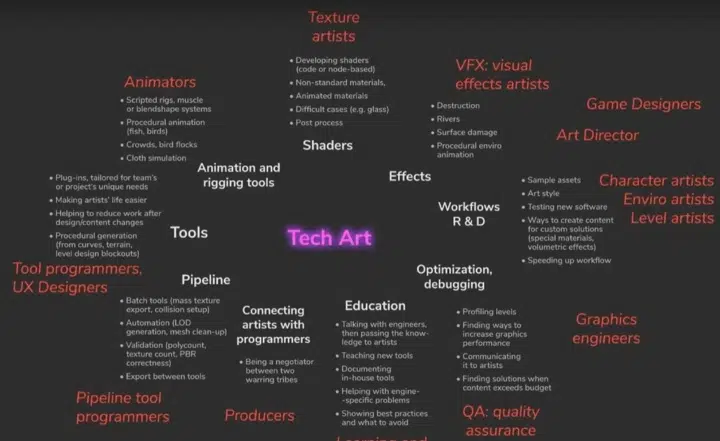 Texture
artists
• Developing shaders
(code or node-based)
• Non-standard materials,
• Animated materials
• Difficult cases (e.g. glass)
• Post process
Shaders
Animators
• Scripted rigs, muscle
or blendshape systems
• Procedural animation
(fish, birds)
• Crowds, bird flocks
• Cloth simulation
Animation and
rigging tools
VFX: visual
effects artists
• Destruction
• Rivers
• Surface damage
• Procedural enviro
animation
Effects
Game Designers
Art Director
Character artists
Enviro artists
Level artists
• Sample assets
• Art style
• Testing new software
• Ways to create content
for custom solutions
(special materials,
volumetric effects)
• Speeding up workflow
Workflows
R & D
• Plug-ins, tailored for team's
or project's unique needs
• Making artists' life easier
• Helping to reduce work after
design/content changes
• Procedural generation
(from curves, terrain,
level design blockouts)
Tools
Tech Art
Tool programmers,
UX Designers
Pipeline
• Batch tools (mass texture
export, collision setup)
• Automation (LOD
generation, mesh clean-up)
• Validation (polycount,
texture count, PBR
correctness)
• Export between tools
Pipeline tool
programmers
Connecting
artists with
programmers
• Being a negotiator
between two
warring tribes
Producers
Education
• Talking with engineers,
then passing the know-
ledge to artists
• Teaching new tools
• Documenting
in-house tools
• Helping with engine-
-specific problems
• Showing best practices
and what to avoid
Learning and
Optimization,
debugging
• Profiling levels
• Finding ways to
increase graphics
performance
• Communicating
it to artists
• Finding solutions when
content exceeds budget
Graphics
engineers
QA: quality
assurance